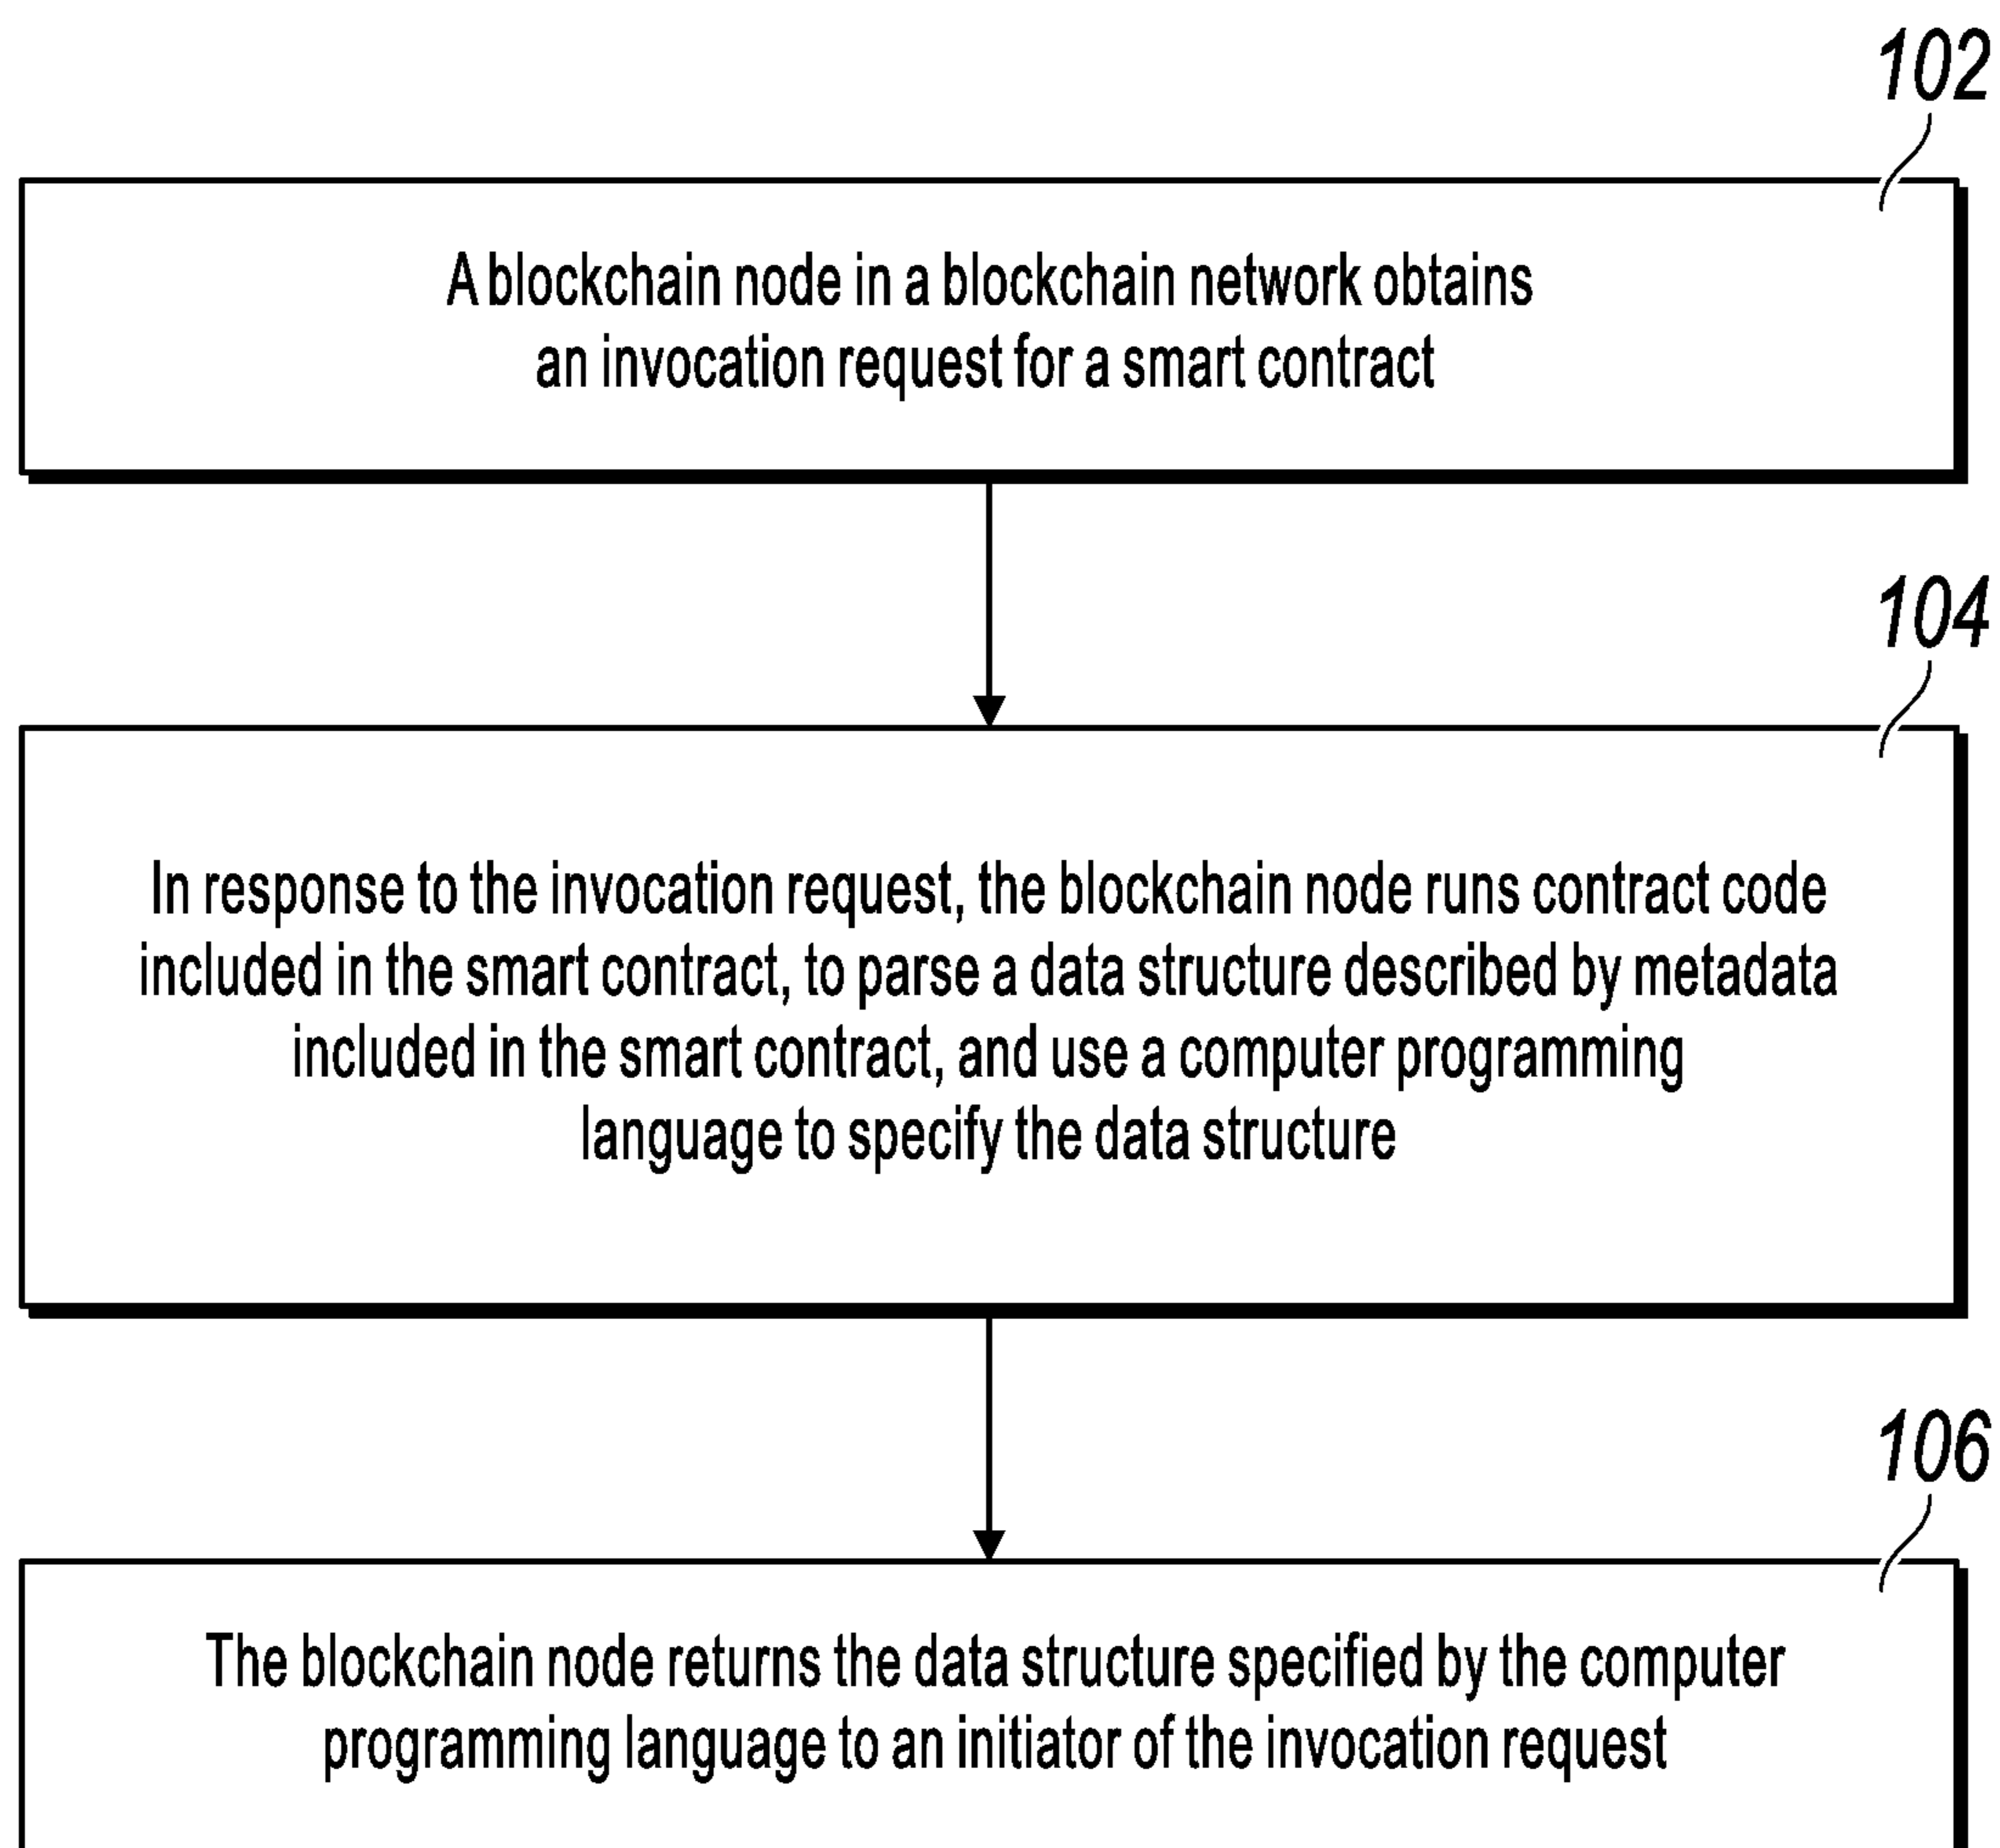 102
A blockchain node in a blockchain network obtains
an invocation request for a smart contract
104
In response to the invocation request, the blockchain node runs contract code
included in the smart contract, to parse a data structure described by metadata
included in the smart contract, and use a computer programming
language to specify the data structure
106
The blockchain node returns the data structure specified by the computer
programming language to an initiator of the invocation request